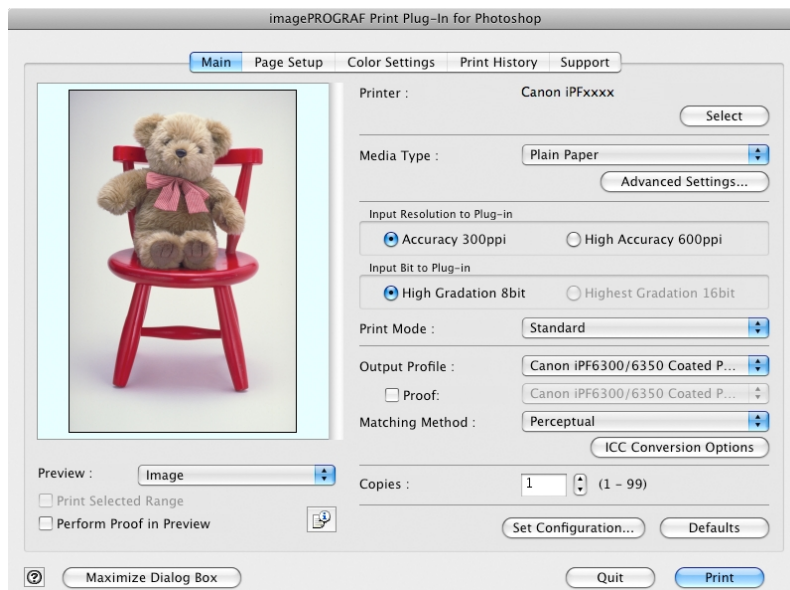 imagePROGRAF Print Plug-In for Photoshop
Main Page Setup Color Settings Print History Support
Printer : Canon iPFxxxx
Select
Media Type : Plain Paper
Advanced Settings...
Input Resolution to Plug-in
Accuracy 300ppi High Accuracy 600ppi
Input Bit to Plug-in
High Gradation 8bit Highest Gradation 16bit
Print Mode : Standard
Output Profile : Canon iPF6300/6350 Coated P...
Proof: Canon iPF6300/6350 Coated P...
Matching Method : Perceptual
ICC Conversion Options
Preview : Image
Print Selected Range
Perform Proof in Preview
Copies : 1 (1 - 99)
Set Configuration... Defaults
Maximize Dialog Box Quit Print